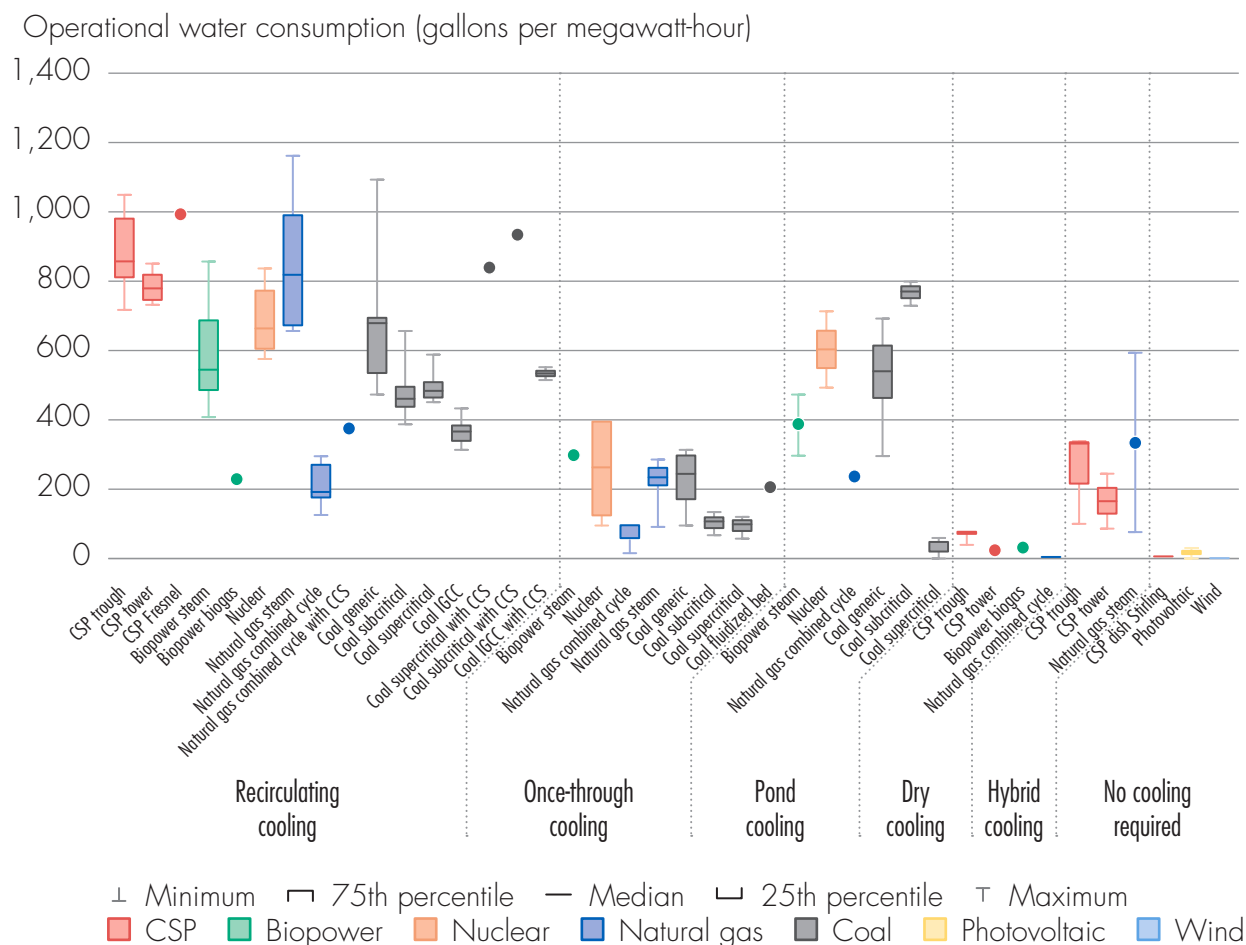 Operational water consumption (gallons per megawatt-hour)
1,400
1,200
1,000
800
600
400
200
0
CSP trough
CSP tower
CSP Fresnel
Biopower steam
Biopower biogas
Nuclear
Natural gas steam
Natural gas combined cycle
Natural gas combined cycle with CCS
Coal generic
Coal subcritical
Coal supercritical
Coal IGCC
Coal supercritical with CCS
Coal subcritical with CCS
Coal IGCC with CCS
Biopower steam
Nuclear
Natural gas combined cycle
Natural gas steam
Coal generic
Coal subcritical
Coal supercritical
Coal fluidized bed
Biopower steam
Nuclear
Natural gas combined cycle
Coal generic
Coal subcritical
Coal supercritical
CSP trough
CSP tower
Biopower biogas
Natural gas combined cycle
CSP trough
CSP tower
Natural gas steam
CSP dish Stirling
Photovoltaic
Wind
Recirculating
cooling
Once-through
cooling
Pond
cooling
Dry
cooling
Hybrid
cooling
No cooling
required
Minimum 75th percentile Median 25th percentile Maximum
CSP Biopower Nuclear Natural gas Coal Photovoltaic Wind